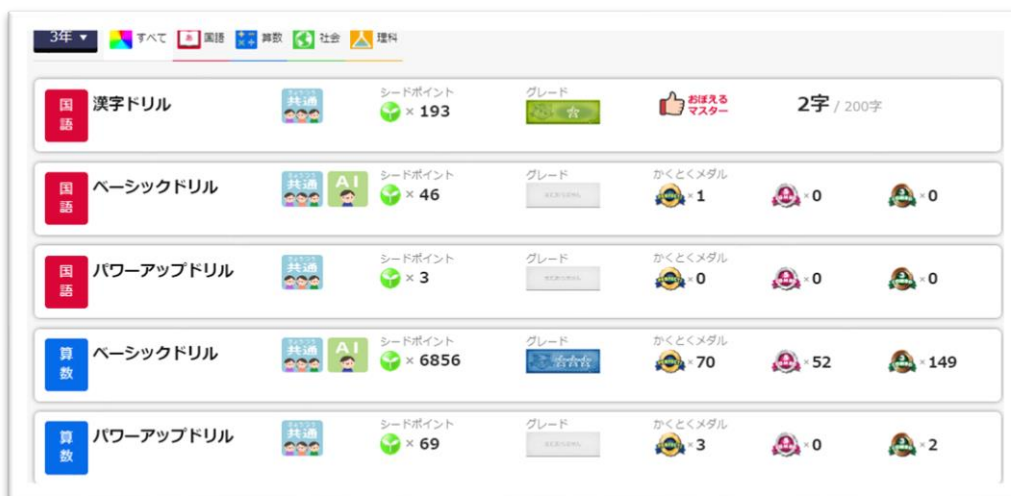 3年 ▼ すべて 国語 算数 社会 理科
国語 漢字ドリル 共通 シードポイント × 193 グレード おぼえるマスター 2字 / 200字
国語 ベーシックドリル 共通 AI シードポイント × 46 グレード かくとくメダル × 1 × 0 × 0
国語 パワーアップドリル 共通 シードポイント × 3 グレード かくとくメダル × 0 × 0 × 0
算数 ベーシックドリル 共通 AI シードポイント × 6856 グレード かくとくメダル × 70 × 52 × 149
算数 パワーアップドリル 共通 シードポイント × 69 グレード かくとくメダル × 3 × 0 × 2